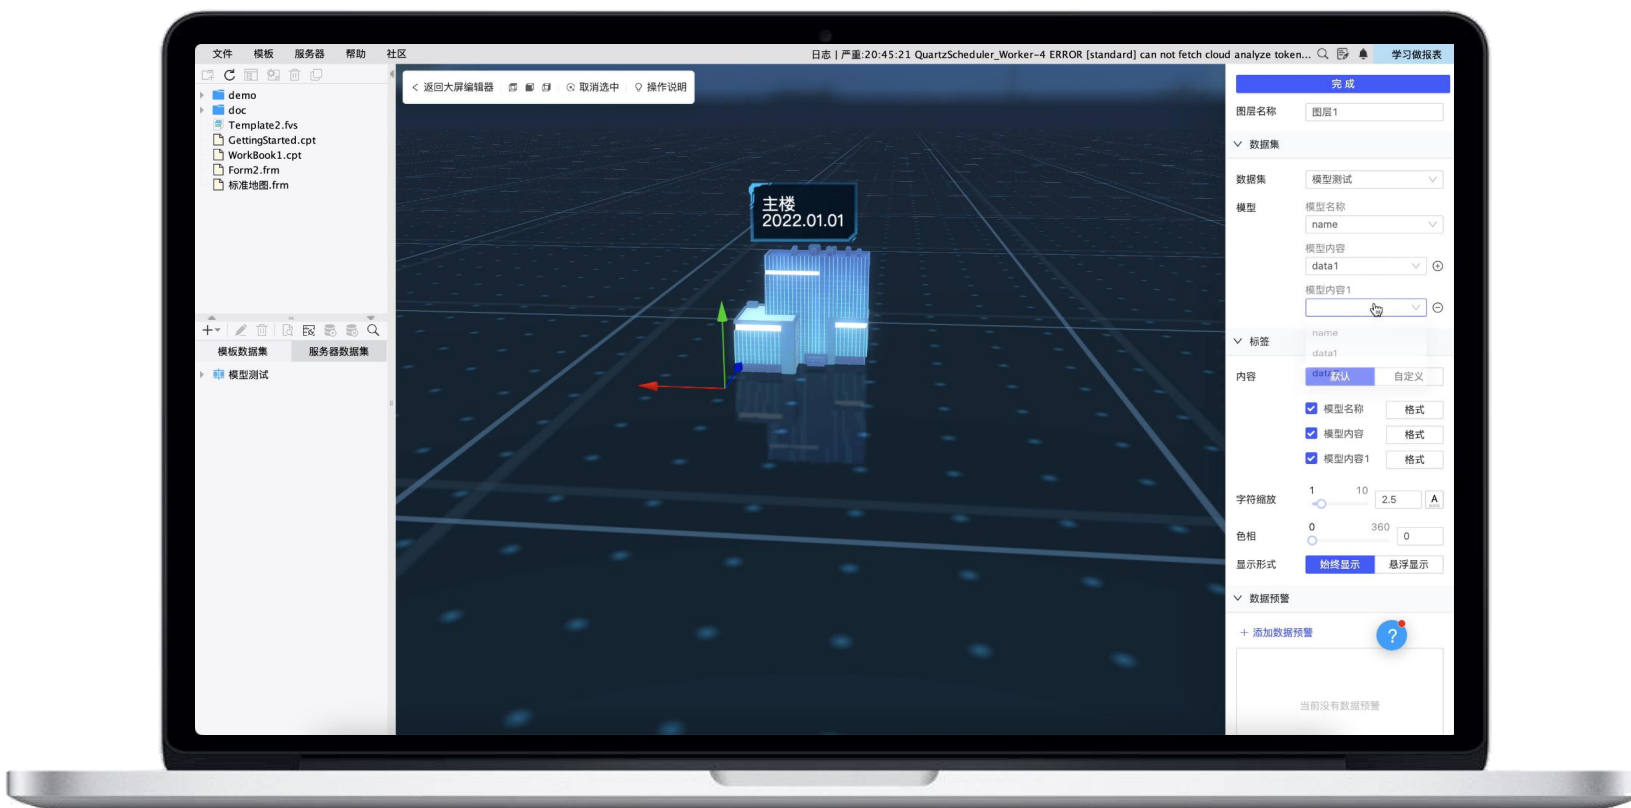 文件 模板 服务器 帮助 社区
日志 | 严重:20:45:21 QuartzScheduler_Worker-4 ERROR [standard] can not fetch cloud analyze token...
学习做报表
demo
doc
Template2.fvs
GettingStarted.cpt
WorkBook1.cpt
Form2.frm
标准地图.frm
模板数据集 服务器数据集
模型测试
< 返回大屏编辑器 取消选中 操作说明
主楼
2022.01.01
完成
图层名称 图层1
数据集
数据集 模型测试
模型 模型名称
name
模型内容
data1
模型内容1
name
标签
data1
内容 默认 自定义
模型名称 格式
模型内容 格式
模型内容1 格式
1 10
字符缩放 2.5 A
0 360
色相 0
显示形式 始终显示 悬浮显示
数据预警
+ 添加数据预警
?
当前没有数据预警